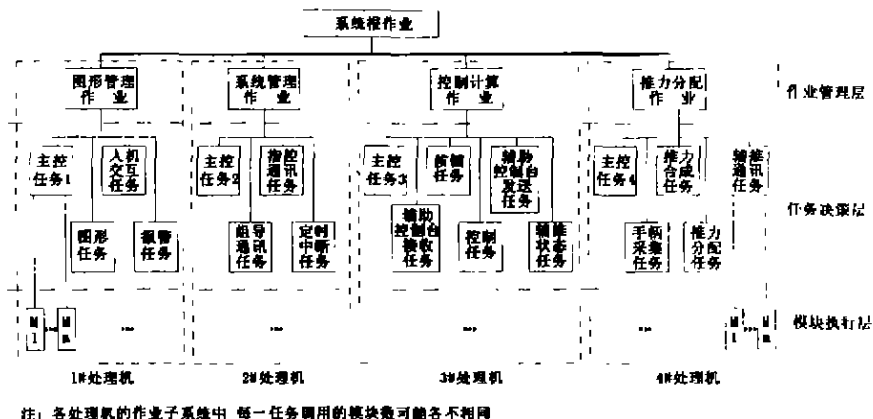 系统根作业
图形管理
作 业
系统管理
作 业
控制计算
作 业
推力分配
作 业
作业管理层
主控
任务1
人机
交互
任务
图形
任务
报警
任务
主控
任务2
指控
通讯
任务
组导
通讯
任务
定时
中断
任务
主控
任务3
任务
辅助
控制台
发送
任务
辅助
控制台
接收
任务
控制
任务
辅推
状态
任务
主控
任务4
推力
合成
任务
辅推
通讯
任务
手柄
采集
任务
推力
分配
任务
任务决策层
M1
Mn
...
...
...
...
M1
Mn
模块执行层
1#处理机
2#处理机
3#处理机
4#处理机
注: 各处理机的作业子系统中 每一任务调用的模块数可能各不相同